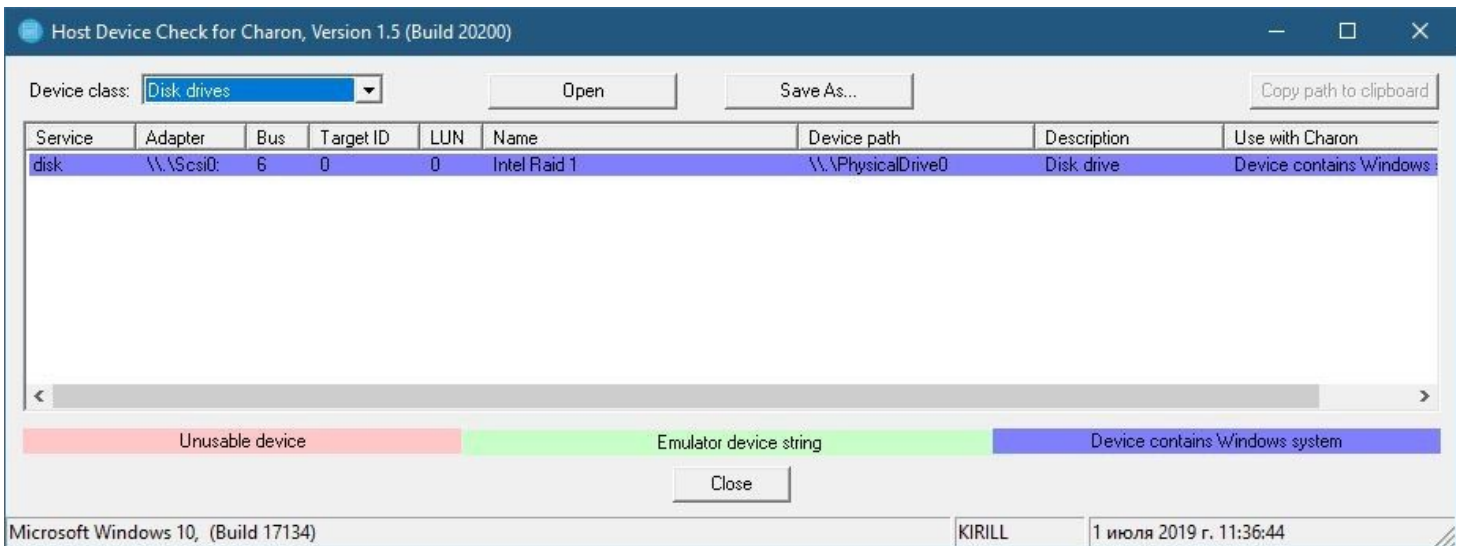 Host Device Check for Charon, Version 1.5 (Build 20200)
Device class: Disk drives Open Save As... Copy path to clipboard
Service Adapter Bus Target ID LUN Name Device path Description Use with Charon
disk \\.\Scsi0: 6 0 0 Intel Raid 1 \\.\PhysicalDrive0 Disk drive Device contains Windows
Unusable device Emulator device string Device contains Windows system
Close
Microsoft Windows 10, (Build 17134) KIRILL 1 июля 2019 г. 11:36:44